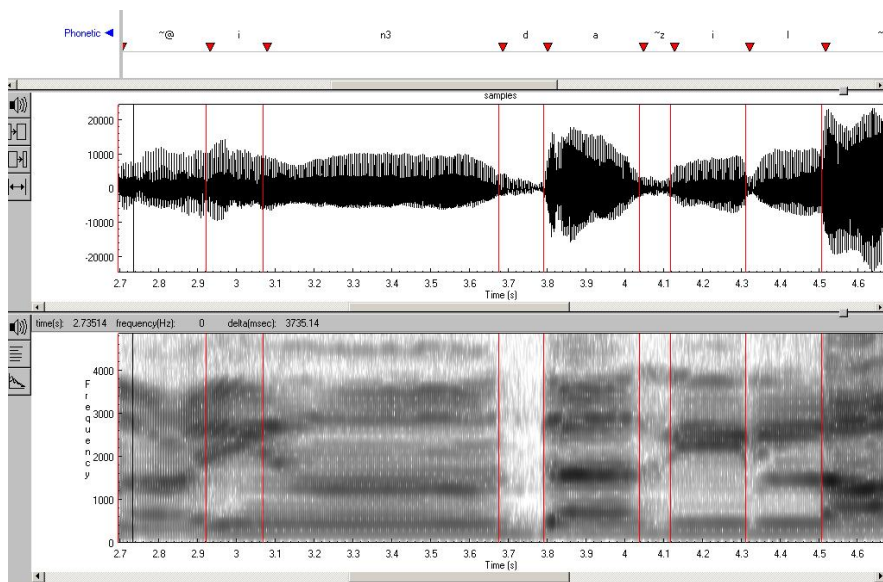 Phonetic
~@ i n3 d a ~z i l ~
samples
20000
10000
0
-10000
-20000
2.7 2.8 2.9 3 3.1 3.2 3.3 3.4 3.5 3.6 3.7 3.8 3.9 4 4.1 4.2 4.3 4.4 4.5 4.6
Time (s)
time(s): 2.73514 frequency(Hz): 0 delta(msec): 3735.14
Frequency
4000
3000
2000
1000
0
2.7 2.8 2.9 3 3.1 3.2 3.3 3.4 3.5 3.6 3.7 3.8 3.9 4 4.1 4.2 4.3 4.4 4.5 4.6
Time (s)